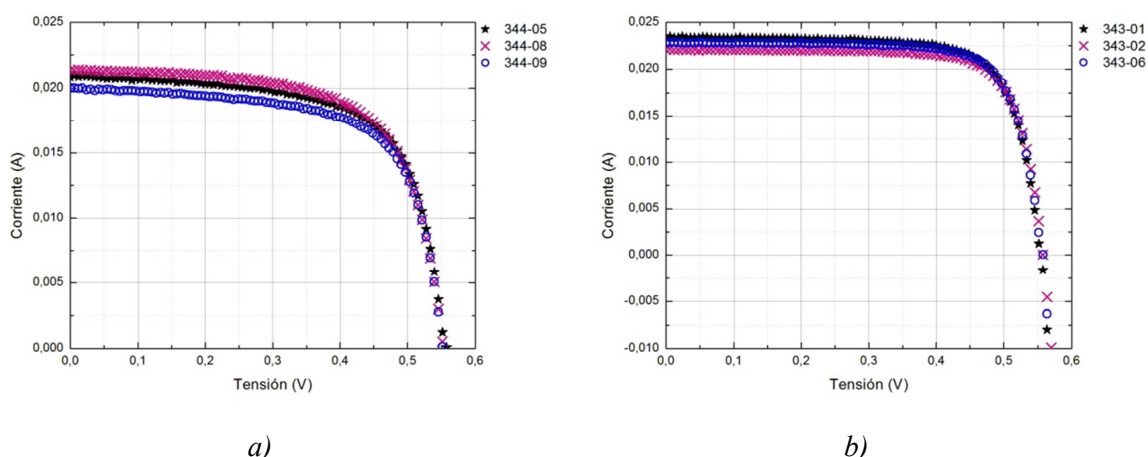 0,025
0,020
0,015
0,010
0,005
0,000
Corriente (A)
0,0 0,1 0,2 0,3 0,4 0,5 0,6
Tensión (V)
344-05
344-08
344-09
a)
0,025
0,020
0,015
0,010
0,005
0,000
-0,005
-0,010
Corriente (A)
0,0 0,1 0,2 0,3 0,4 0,5 0,6
Tensión (V)
343-01
343-02
343-06
b)